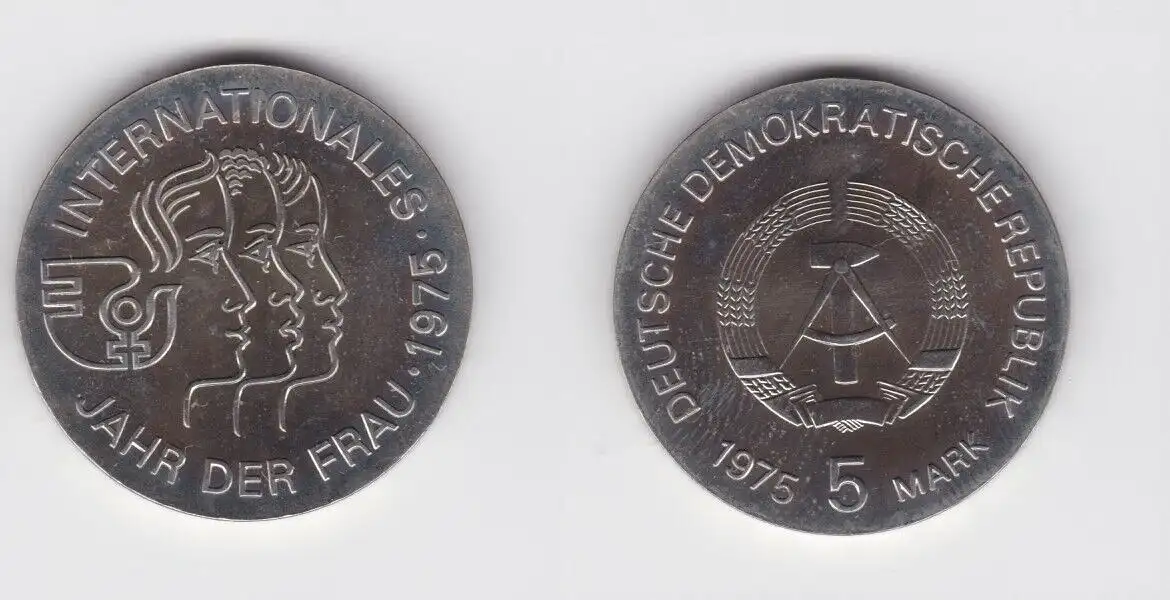 INTERNATIONALES
JAHR DER FRAU · 1975 ·
DEUTSCHE DEMOKRATISCHE REPUBLIK
1975 5 MARK